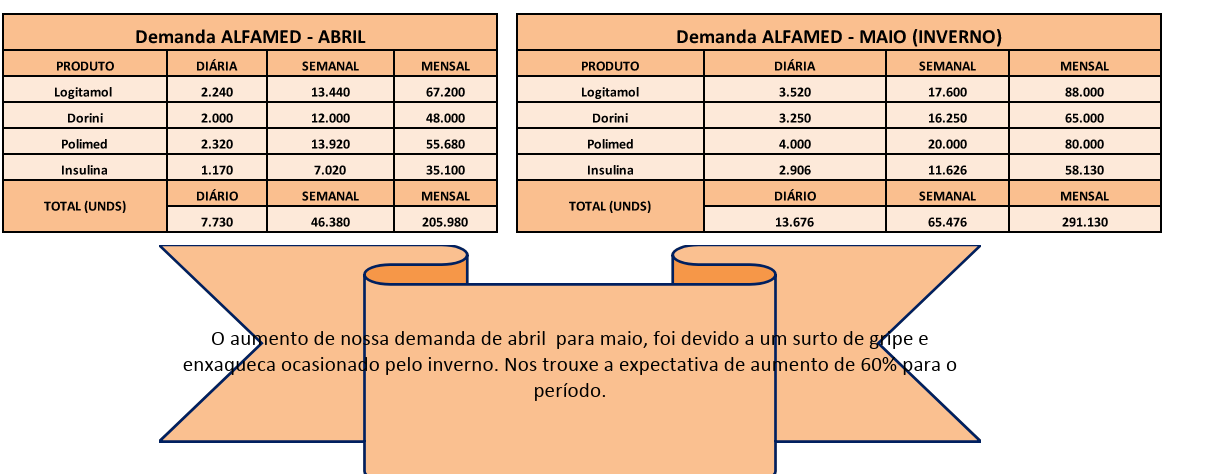 Demanda ALFAMED - ABRIL
PRODUTO DIÁRIA SEMANAL MENSAL
Logitamol 2.240 13.440 67.200
Dorini 2.000 12.000 48.000
Polimed 2.320 13.920 55.680
Insulina 1.170 7.020 35.100
TOTAL (UNDS) DIÁRIO SEMANAL MENSAL
7.730 46.380 205.980
Demanda ALFAMED - MAIO (INVERNO)
PRODUTO DIÁRIA SEMANAL MENSAL
Logitamol 3.520 17.600 88.000
Dorini 3.250 16.250 65.000
Polimed 4.000 20.000 80.000
Insulina 2.906 11.626 58.130
TOTAL (UNDS) DIÁRIO SEMANAL MENSAL
13.676 65.476 291.130
O aumento de nossa demanda de abril para maio, foi devido a um surto de gripe e
enxaqueca ocasionado pelo inverno. Nos trouxe a expectativa de aumento de 60% para o
período.